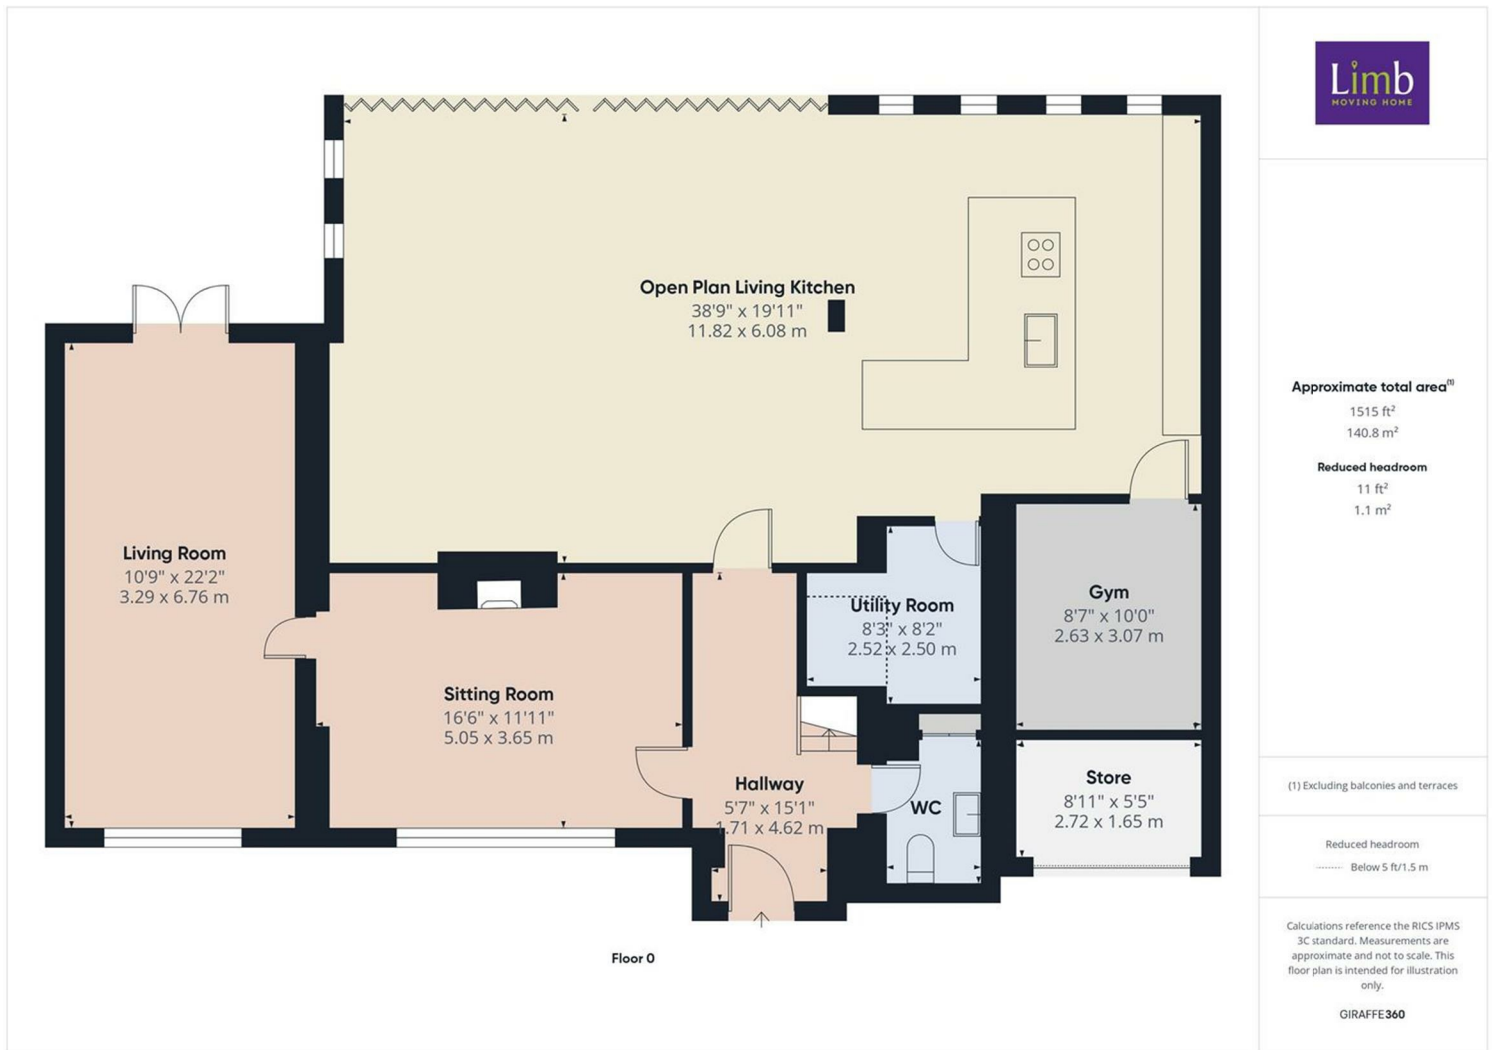 Limb
MOVING HOME
Open Plan Living Kitchen
38'9" x 19'11"
11.82 x 6.08 m
Living Room
10'9" x 22'2"
3.29 x 6.76 m
Sitting Room
16'6" x 11'11"
5.05 x 3.65 m
Utility Room
8'3" x 8'2"
2.52 x 2.50 m
Gym
8'7" x 10'0"
2.63 x 3.07 m
Hallway
5'7" x 15'1"
1.71 x 4.62 m
WC
Store
8'11" x 5'5"
2.72 x 1.65 m
Floor 0
Approximate total area(1)
1515 ft²
140.8 m²
Reduced headroom
11 ft²
1.1 m²
(1) Excluding balconies and terraces
Reduced headroom
Below 5 ft/1.5 m
Calculations reference the RICS IPMS
3C standard. Measurements are
approximate and not to scale. This
floor plan is intended for illustration
only.
GIRAFFE360